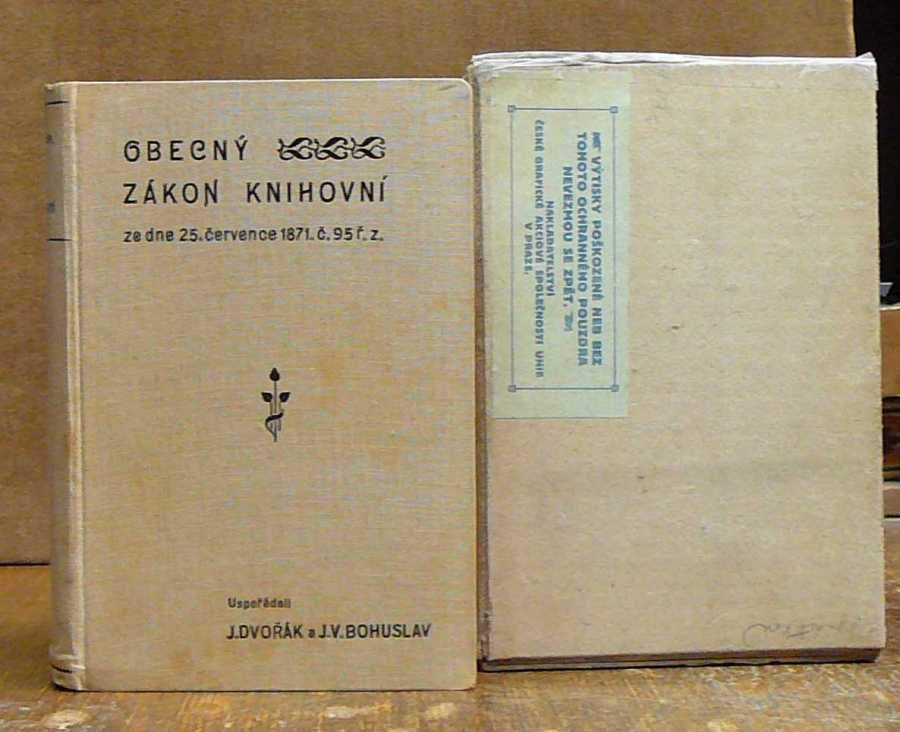 OBECNÝ
ZÁKON KNIHOVNÍ
ze dne 25. července 1871. č. 95 ř. z.
Uspořádali
J. DVOŘÁK a J. V. BOHUSLAV
VÝTISKY POŠKOZENÉ NEB BEZ
TOHOTO OCHRANNÉHO POUZDRA
NEVEZMOU SE ZPĚT.
NAKLADATELSTVÍ
ČESKÉ GRAFICKÉ AKCIOVÉ SPOLEČNOSTI UNIE
V PRAZE.